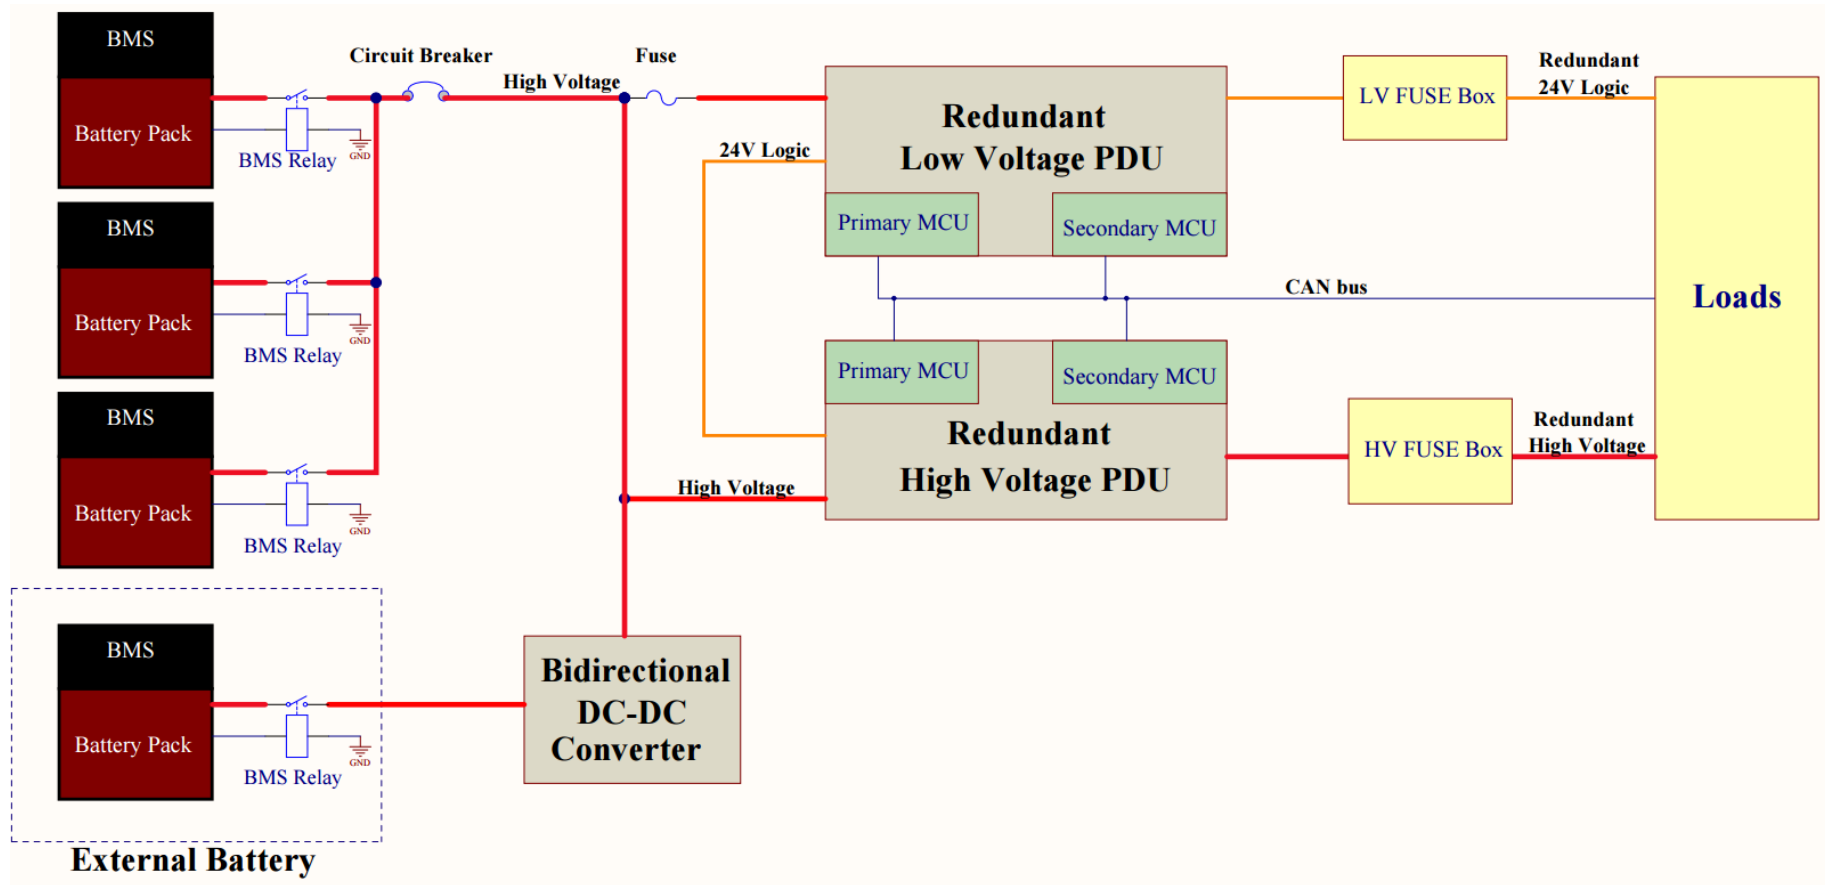 BMS
Battery Pack
BMS Relay
GND
Circuit Breaker
High Voltage
Fuse
24V Logic
Redundant
Low Voltage PDU
Primary MCU
Secondary MCU
LV FUSE Box
Redundant
24V Logic
BMS
Battery Pack
BMS Relay
GND
CAN bus
Loads
Primary MCU
Secondary MCU
Redundant
High Voltage PDU
High Voltage
HV FUSE Box
Redundant
High Voltage
BMS
Battery Pack
BMS Relay
GND
BMS
Battery Pack
BMS Relay
GND
External Battery
Bidirectional
DC-DC
Converter